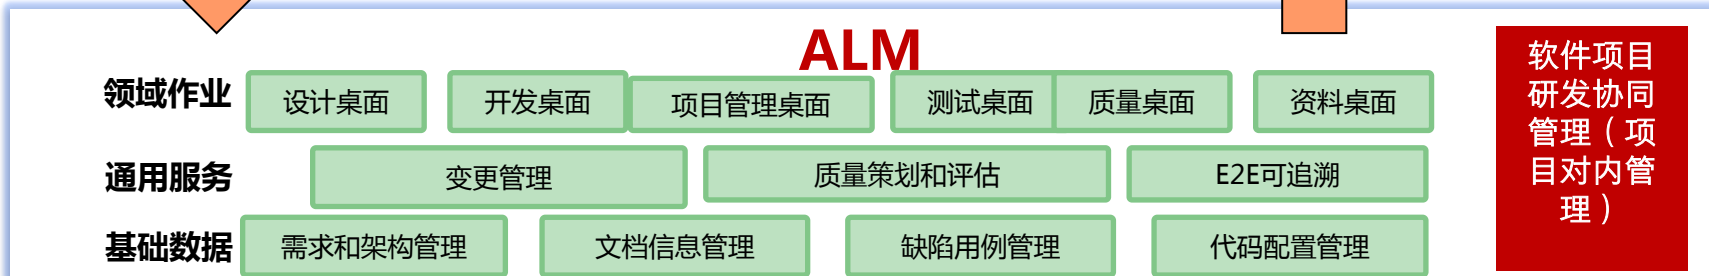 ALM
领域作业
设计桌面
开发桌面
项目管理桌面
测试桌面
质量桌面
资料桌面
通用服务
变更管理
质量策划和评估
E2E可追溯
基础数据
需求和架构管理
文档信息管理
缺陷用例管理
代码配置管理
软件项目
研发协同
管理（项
目对内管
理）